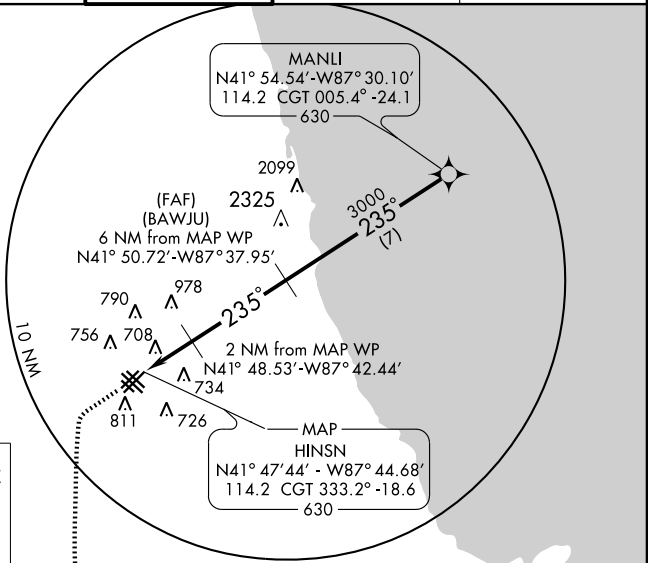 MANLI
N41° 54.54'-W87° 30.10'
114.2 CGT 005.4° -24.1
630
2099
2325
3000
235°
(7)
(FAF)
(BAWJU)
6 NM from MAP WP
N41° 50.72'-W87° 37.95'
978
790
235°
756
708
10 NM
2 NM from MAP WP
N41° 48.53'-W87° 42.44'
734
811
726
MAP
HINSN
N41° 47'44' - W87° 44.68'
114.2 CGT 333.2° -18.6
630